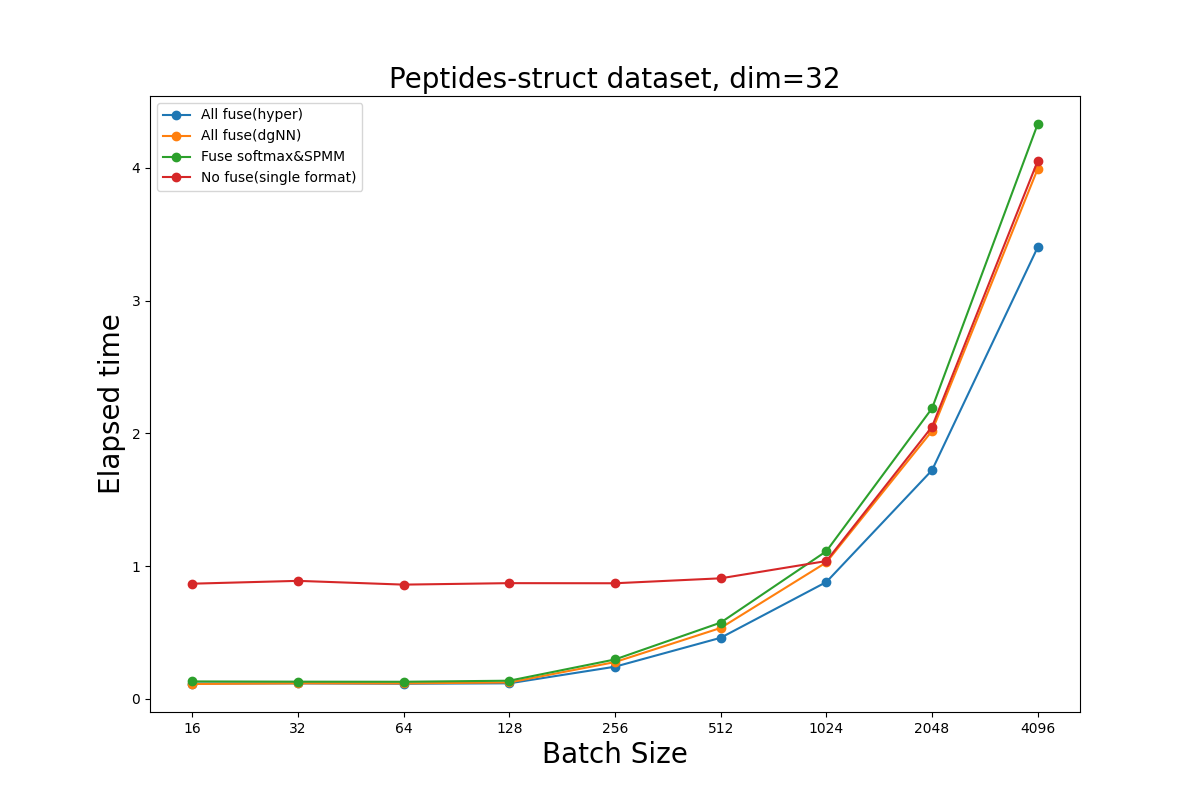 Peptides-struct dataset, dim=32
All fuse(hyper)
All fuse(dgNN)
Fuse softmax&SPMM
No fuse(single format)
Elapsed time
4
3
2
1
0
16 32 64 128 256 512 1024 2048 4096
Batch Size